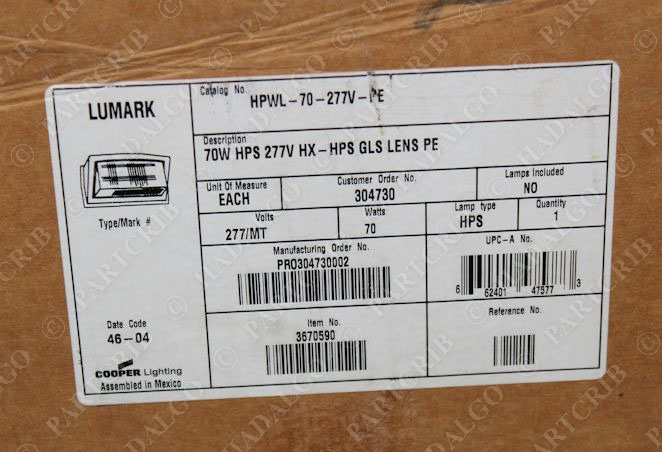 LUMARK
Type/Mark #
Date Code
46-04
COOPER Lighting
Assembled in Mexico
Catalog No.
HPWL-70-277V-PE
Description
70W HPS 277V HX-HPS GLS LENS PE
Unit Of Measure
EACH
Customer Order No.
304730
Lamps Included
NO
Volts
277/MT
Watts
70
Lamp type
HPS
Quantity
1
Manufacturing Order No.
PRO304730002
UPC-A No.
6 62401 47577 3
Item No.
3670590
Reference No.
© HADALGO
© PARTCRIB